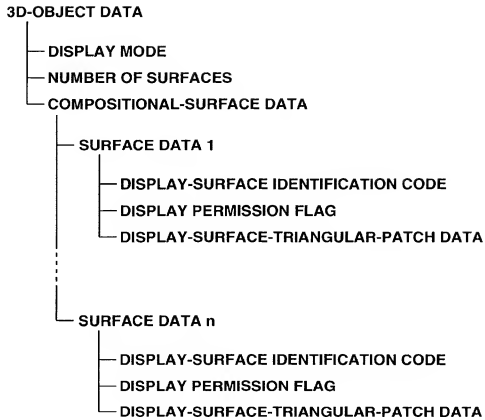 3D-OBJECT DATA
DISPLAY MODE
NUMBER OF SURFACES
COMPOSITIONAL-SURFACE DATA
SURFACE DATA 1
DISPLAY-SURFACE IDENTIFICATION CODE
DISPLAY PERMISSION FLAG
DISPLAY-SURFACE-TRIANGULAR-PATCH DATA
SURFACE DATA n
DISPLAY-SURFACE IDENTIFICATION CODE
DISPLAY PERMISSION FLAG
DISPLAY-SURFACE-TRIANGULAR-PATCH DATA